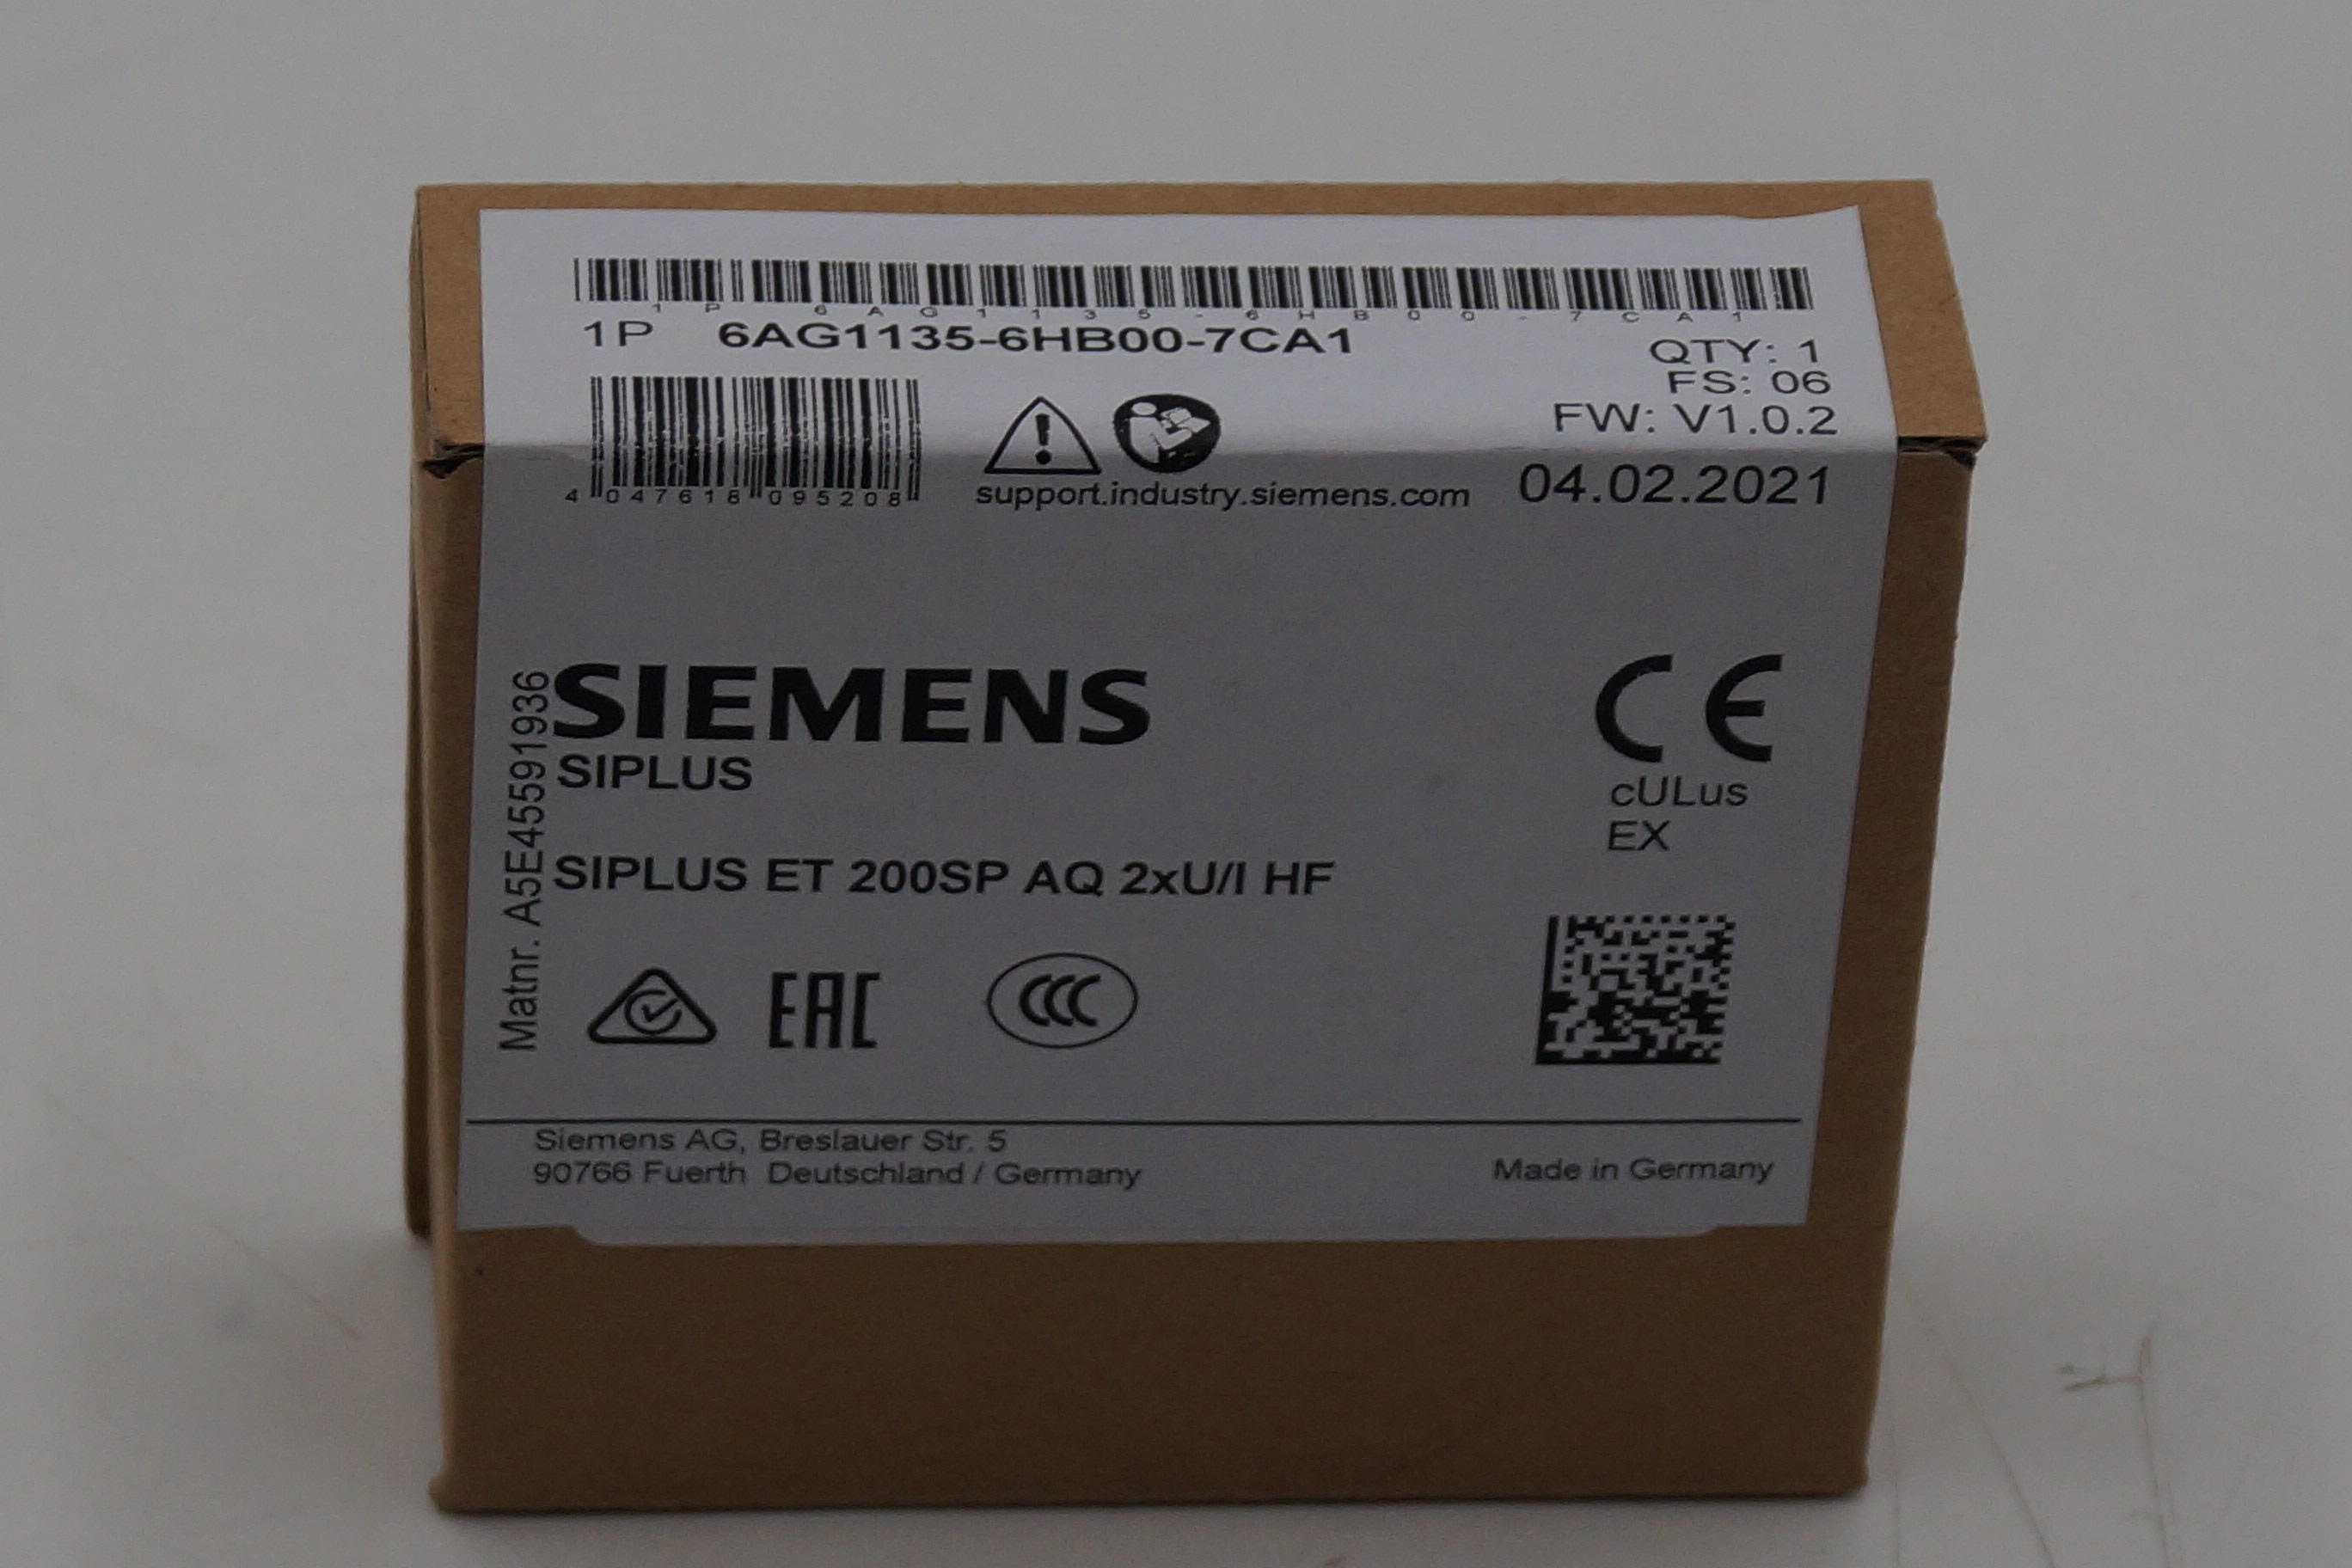 1P 6AG1135-6HB00-7CA1
1P 6AG1135-6HB00-7CA1
QTY: 1
FS: 06
FW: V1.0.2
4 047618 095208
support.industry.siemens.com
04.02.2021
Matnr. A5E45591936
SIEMENS
SIPLUS
CE
cULus
EX
SIPLUS ET 200SP AQ 2xU/I HF
EAC
CCC
Siemens AG, Breslauer Str. 5
90766 Fuerth Deutschland / Germany
Made in Germany